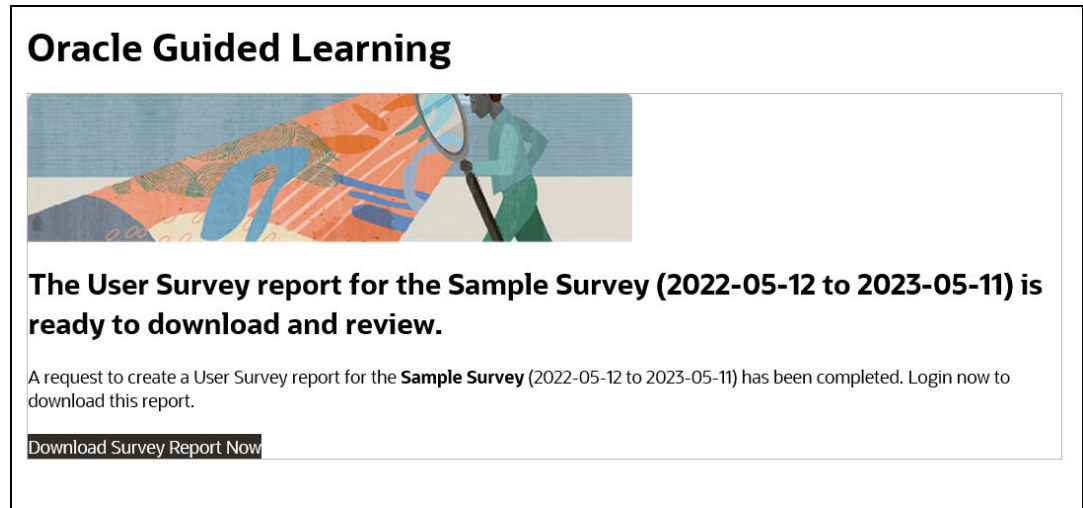 Oracle Guided Learning
The User Survey report for the Sample Survey (2022-05-12 to 2023-05-11) is
ready to download and review.
A request to create a User Survey report for the Sample Survey (2022-05-12 to 2023-05-11) has been completed. Login now to
download this report.
Download Survey Report Now